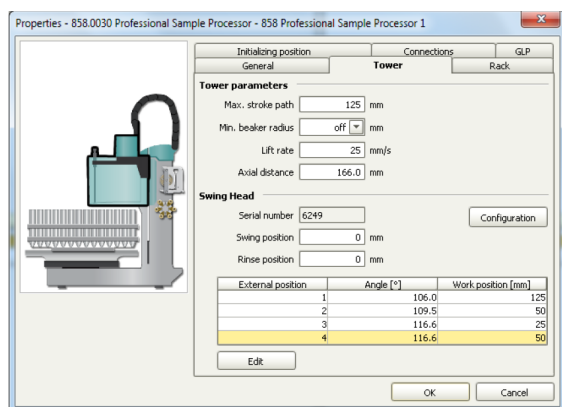 Properties - 858.0030 Professional Sample Processor - 858 Professional Sample Processor 1
x
Initializing position Connections GLP
General Tower Rack
Tower parameters
Max. stroke path 125 mm
Min. beaker radius off mm
Lift rate 25 mm/s
Axial distance 166.0 mm
Swing Head
Serial number 6249 Configuration
Swing position 0 mm
Rinse position 0 mm
External position Angle [°] Work position [mm]
1 106.0 125
2 109.5 50
3 116.6 25
4 116.6 50
Edit
OK Cancel